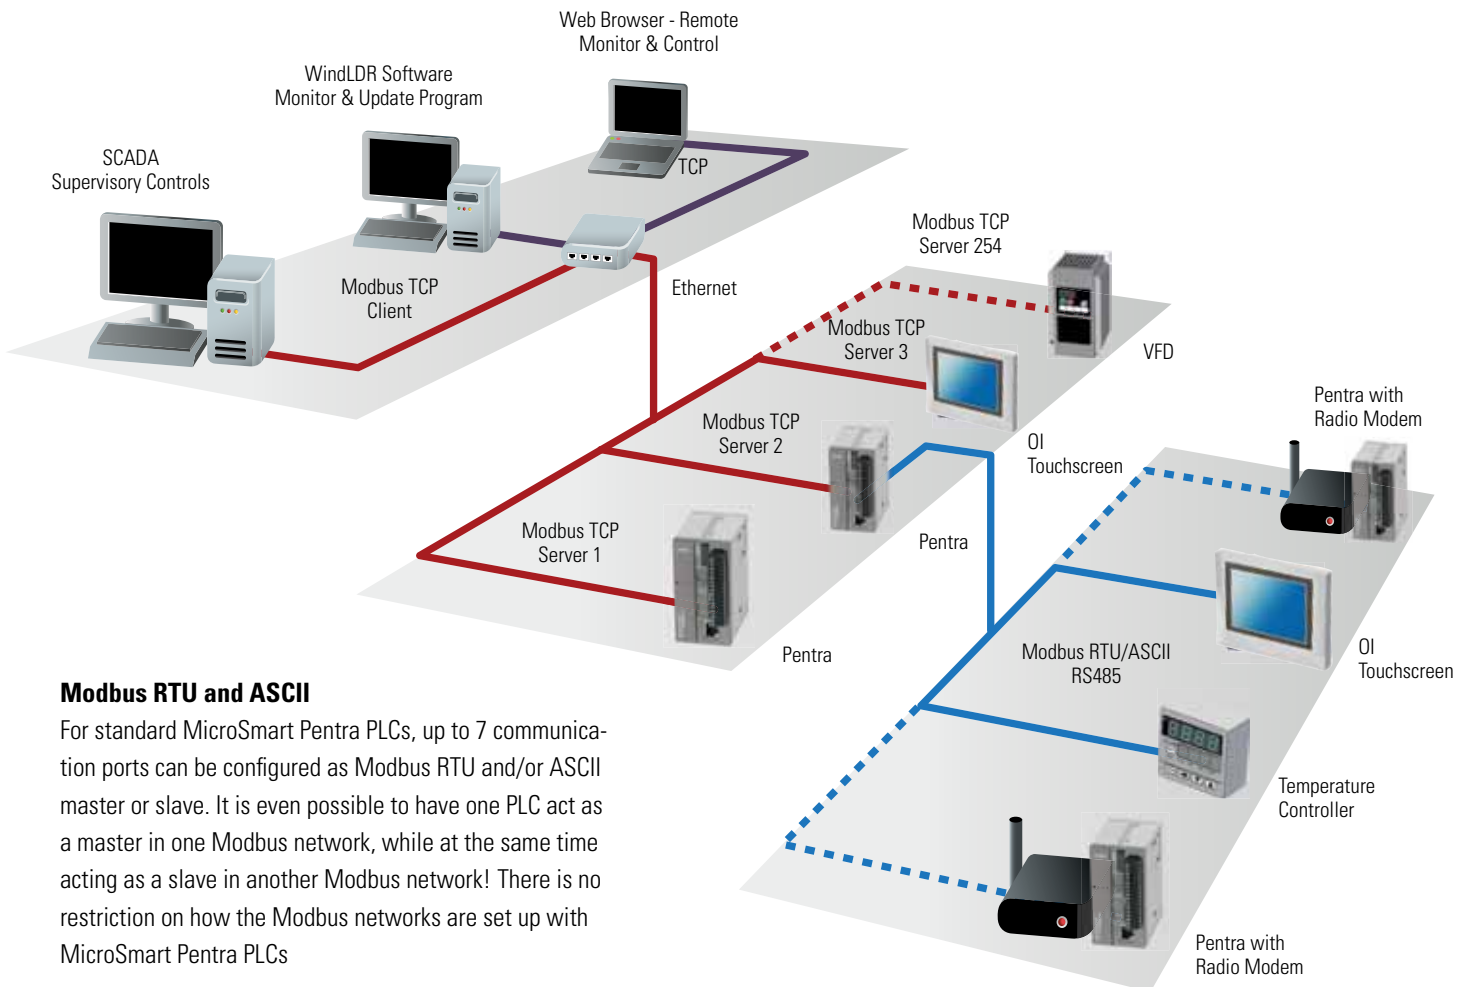 Web Browser - Remote
Monitor & Control
WindLDR Software
Monitor & Update Program
SCADA
Supervisory Controls
TCP
Modbus TCP
Client
Ethernet
Modbus TCP
Server 254
Modbus TCP
Server 3
VFD
Modbus TCP
Server 2
OI
Touchscreen
Pentra with
Radio Modem
Modbus TCP
Server 1
Pentra
Pentra
Modbus RTU/ASCII
RS485
OI
Touchscreen
Temperature
Controller
Pentra with
Radio Modem
Modbus RTU and ASCII
For standard MicroSmart Pentra PLCs, up to 7 communica-
tion ports can be configured as Modbus RTU and/or ASCII
master or slave. It is even possible to have one PLC act as
a master in one Modbus network, while at the same time
acting as a slave in another Modbus network! There is no
restriction on how the Modbus networks are set up with
MicroSmart Pentra PLCs